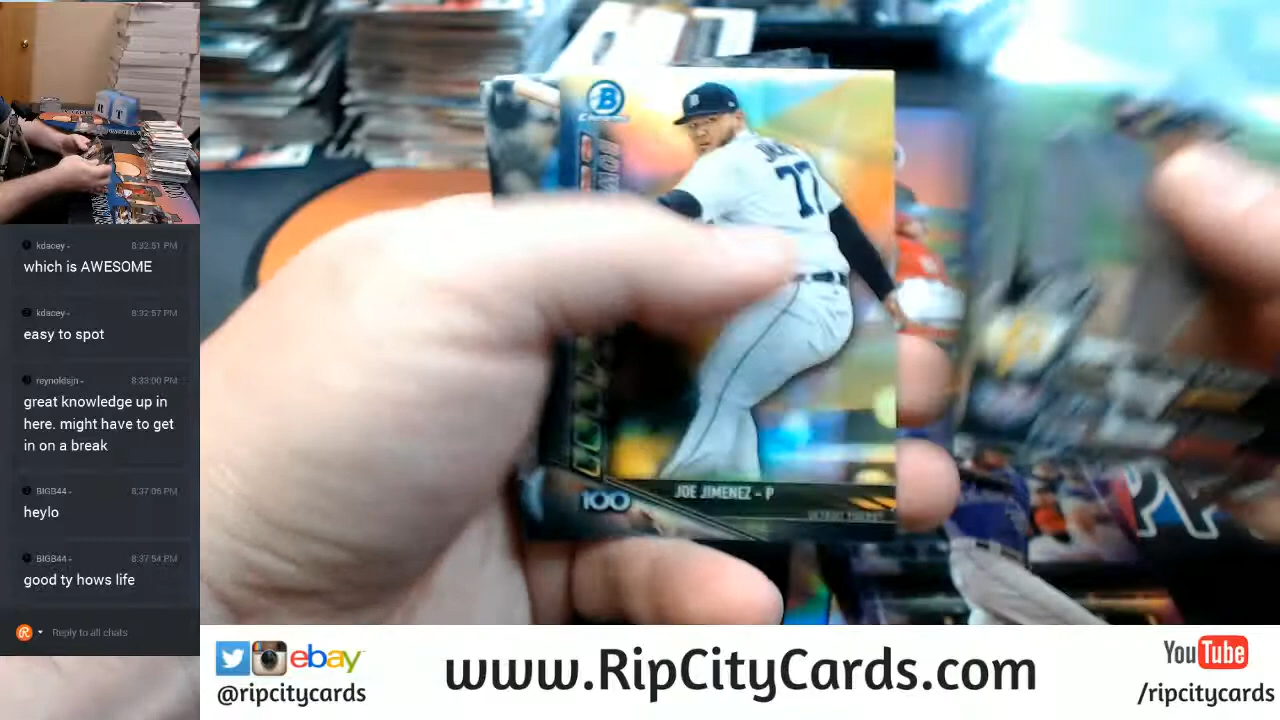 kdacey - 8:32:51 PM
which is AWESOME
kdacey - 8:32:57 PM
easy to spot
reynoldsjn - 8:33:00 PM
great knowledge up in
here. might have to get
in on a break
BIGB44 - 8:37:06 PM
heylo
BIGB44 - 8:37:54 PM
good ty hows life
Reply to all chats
R T
B
77
JOE JIMENEZ - P
100
ebay
@ripcitycards
www.RipCityCards.com
YouTube
/ripcitycards